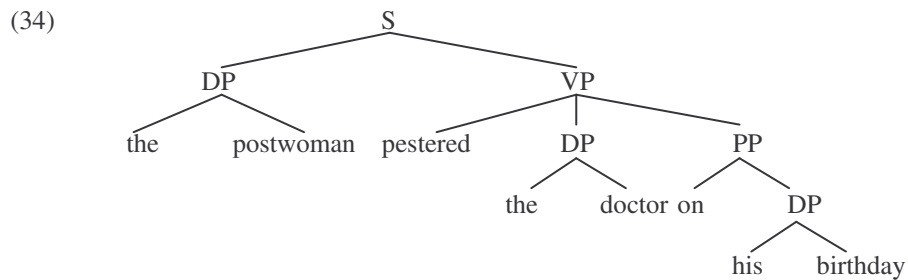 (34) S
DP VP
the postwoman pestered DP PP
the doctor on DP
his birthday